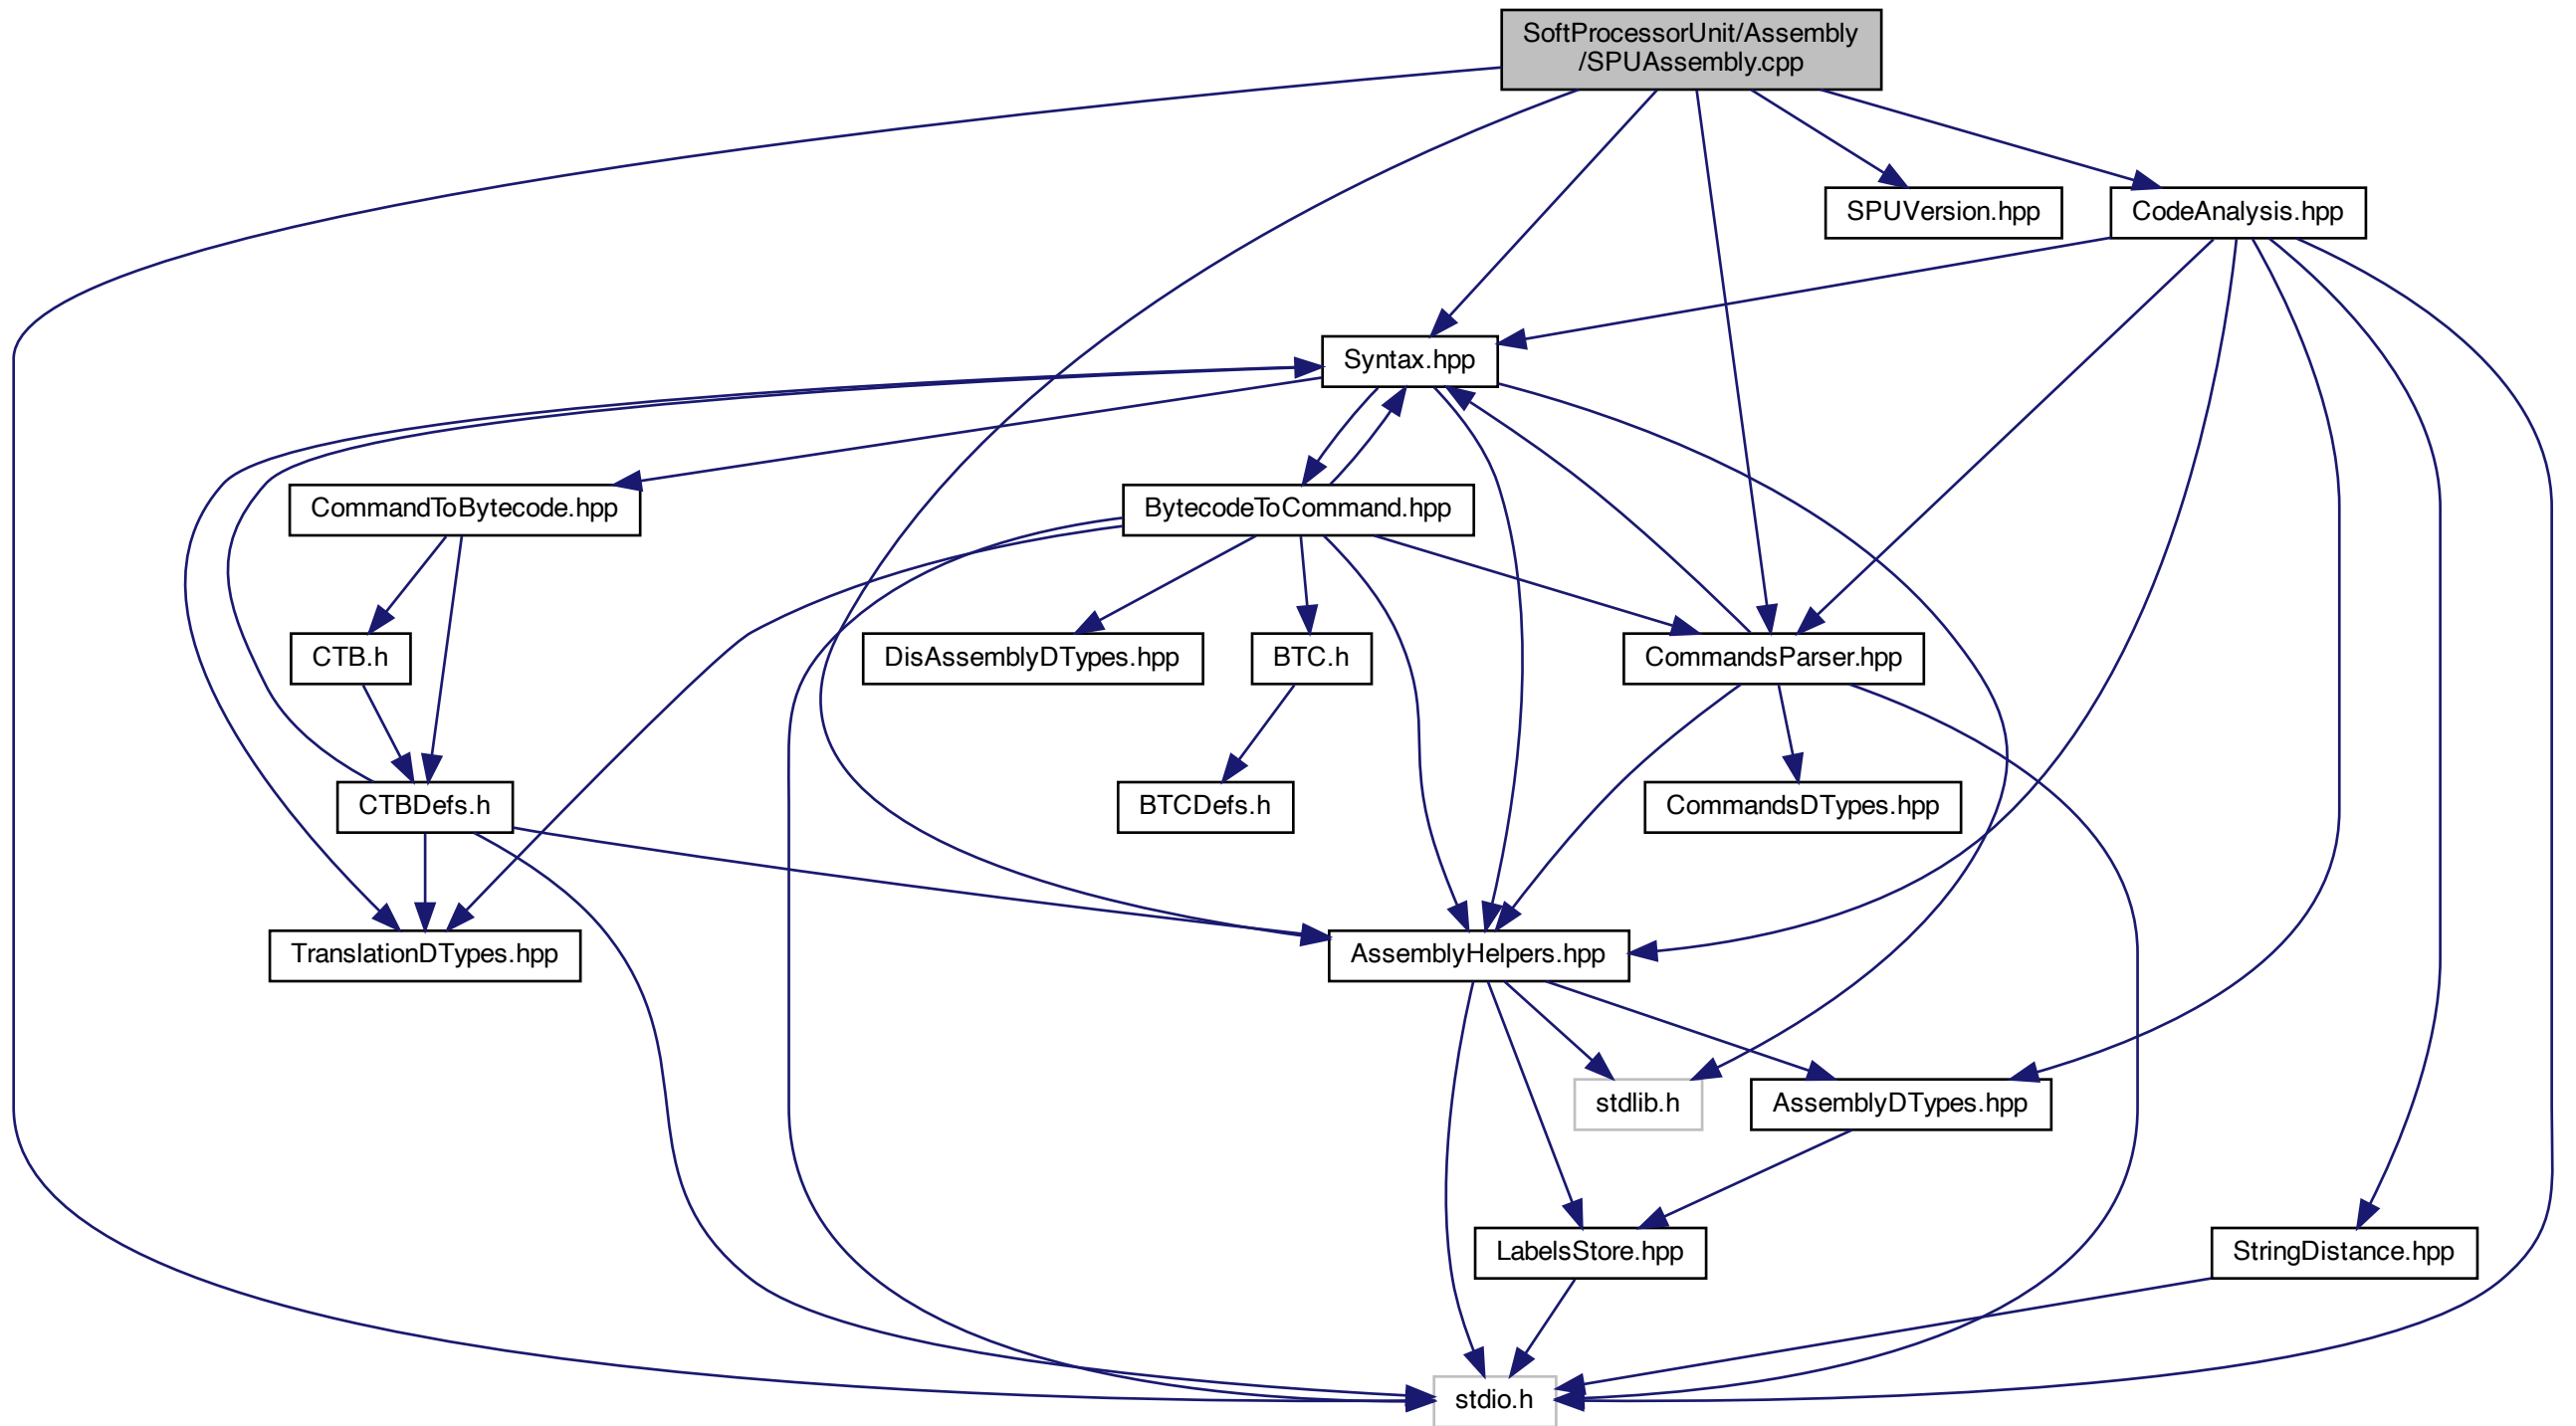 SoftProcessorUnit/Assembly
/SPUAssembly.cpp
SPUVersion.hpp
CodeAnalysis.hpp
Syntax.hpp
CommandToBytecode.hpp
BytecodeToCommand.hpp
CTB.h
DisAssemblyDTypes.hpp
BTC.h
CommandsParser.hpp
CTBDefs.h
BTCDefs.h
CommandsDTypes.hpp
TranslationDTypes.hpp
AssemblyHelpers.hpp
stdlib.h
AssemblyDTypes.hpp
LabelsStore.hpp
StringDistance.hpp
stdio.h